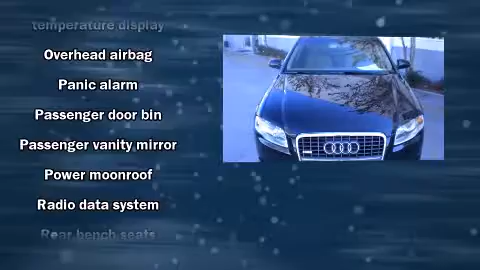 temperature display
Overhead airbag
Panic alarm
Passenger door bin
Passenger vanity mirror
Power moonroof
Radio data system
Rear bench seats